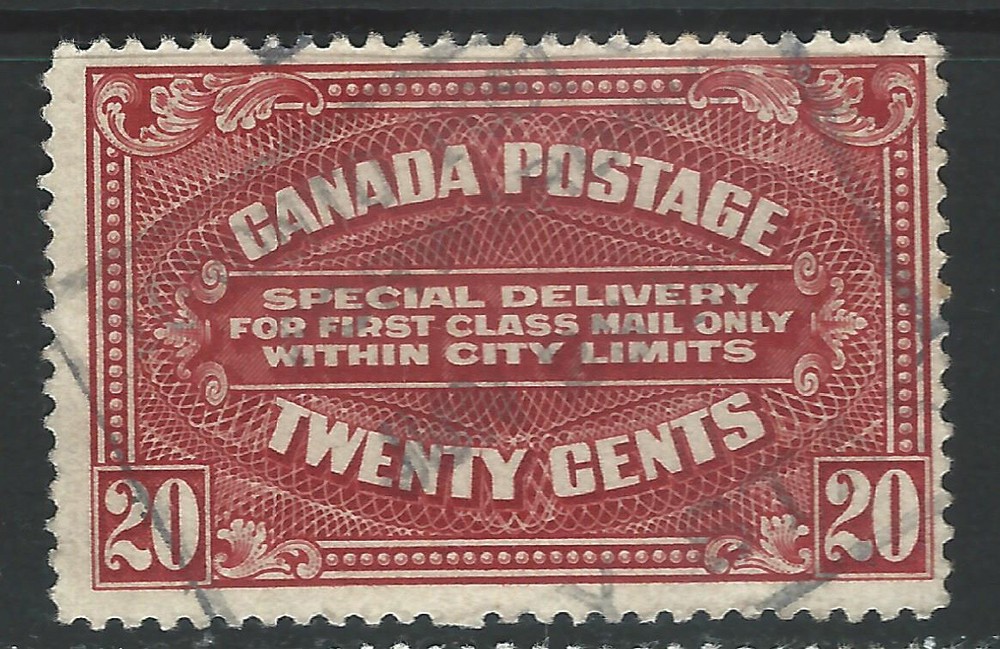 CANADA POSTAGE
SPECIAL DELIVERY
FOR FIRST CLASS MAIL ONLY
WITHIN CITY LIMITS
TWENTY CENTS
20 20